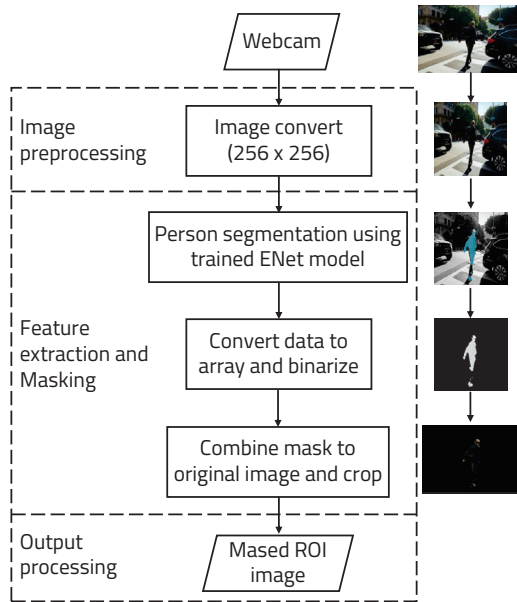 Webcam
Image
preprocessing
Image convert
(256 x 256)
Person segmentation using
trained ENet model
Feature
extraction and
Masking
Convert data to
array and binarize
Combine mask to
original image and crop
Output
processing
Mased ROI
image